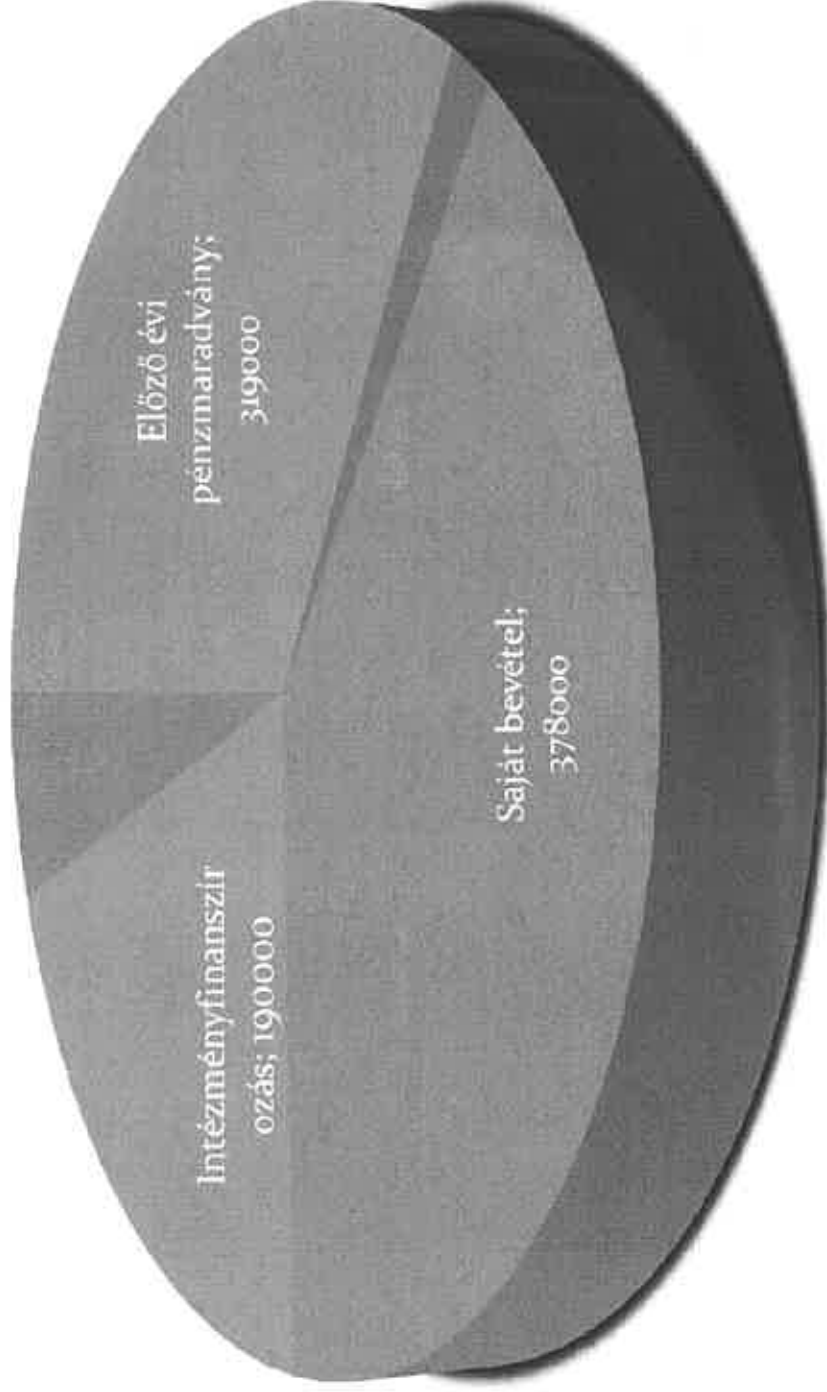 Előző évi
pénzmaradvány;
319000
Intézményfinanszír
ozás; 190000
Saját bevétel;
378000